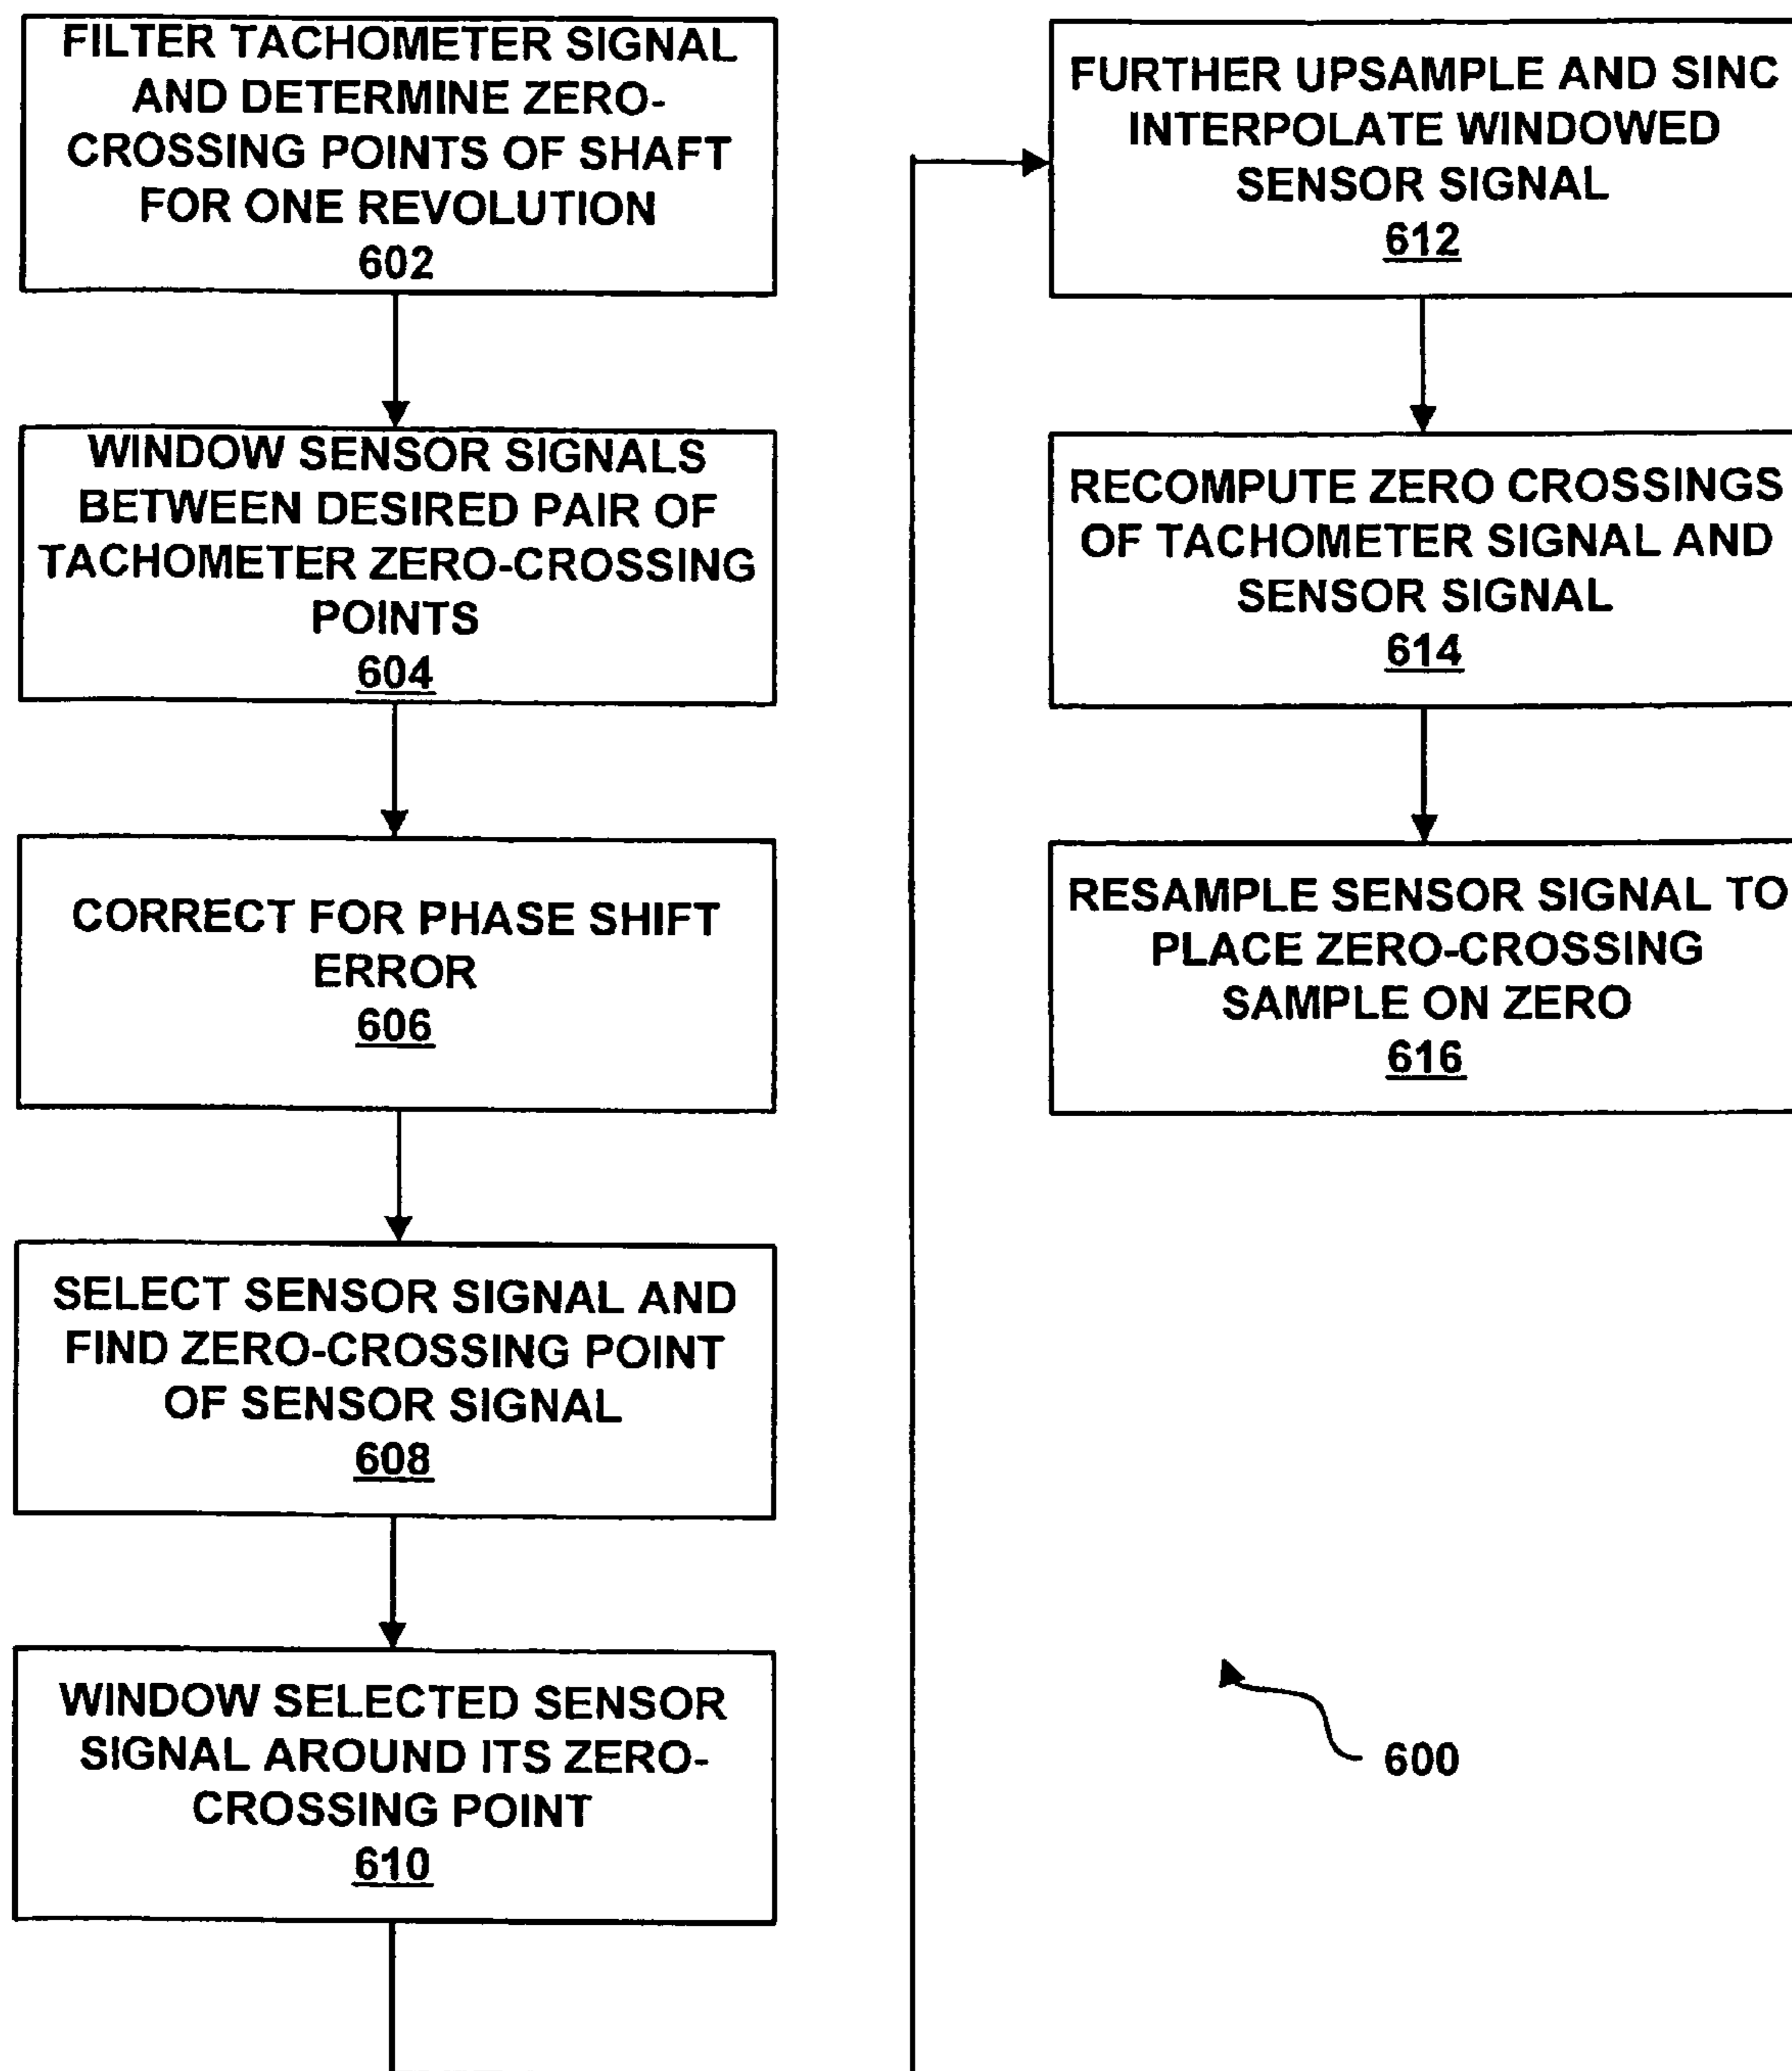 FILTER TACHOMETER SIGNAL
AND DETERMINE ZERO-
CROSSING POINTS OF SHAFT
FOR ONE REVOLUTION
602
WINDOW SENSOR SIGNALS
BETWEEN DESIRED PAIR OF
TACHOMETER ZERO-CROSSING
POINTS
604
CORRECT FOR PHASE SHIFT
ERROR
606
SELECT SENSOR SIGNAL AND
FIND ZERO-CROSSING POINT
OF SENSOR SIGNAL
608
WINDOW SELECTED SENSOR
SIGNAL AROUND ITS ZERO-
CROSSING POINT
610
FURTHER UPSAMPLE AND SINC
INTERPOLATE WINDOWED
SENSOR SIGNAL
612
RECOMPUTE ZERO CROSSINGS
OF TACHOMETER SIGNAL AND
SENSOR SIGNAL
614
RESAMPLE SENSOR SIGNAL TO
PLACE ZERO-CROSSING
SAMPLE ON ZERO
616
600